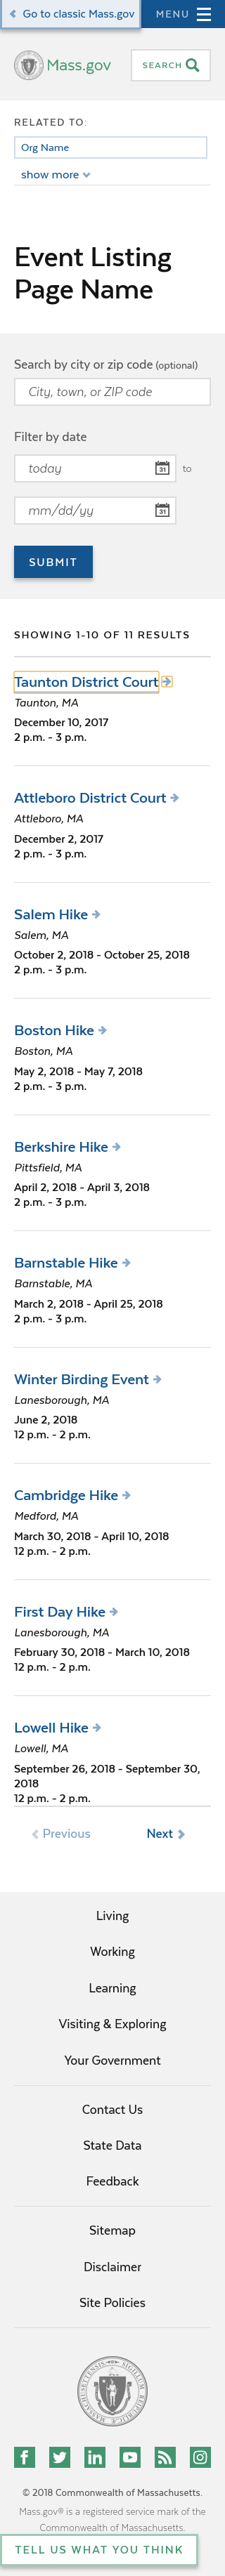 Go to classic Mass.gov
MENU
Mass.gov
SEARCH
RELATED TO:
Org Name
show more
Event Listing
Page Name
Search by city or zip code (optional)
City, town, or ZIP code
Filter by date
today
31
to
mm/dd/yy
31
SUBMIT
SHOWING 1-10 OF 11 RESULTS
Taunton District Court
Taunton, MA
December 10, 2017
2 p.m. - 3 p.m.
Attleboro District Court
Attleboro, MA
December 2, 2017
2 p.m. - 3 p.m.
Salem Hike
Salem, MA
October 2, 2018 - October 25, 2018
2 p.m. - 3 p.m.
Boston Hike
Boston, MA
May 2, 2018 - May 7, 2018
2 p.m. - 3 p.m.
Berkshire Hike
Pittsfield, MA
April 2, 2018 - April 3, 2018
2 p.m. - 3 p.m.
Barnstable Hike
Barnstable, MA
March 2, 2018 - April 25, 2018
2 p.m. - 3 p.m.
Winter Birding Event
Lanesborough, MA
June 2, 2018
12 p.m. - 2 p.m.
Cambridge Hike
Medford, MA
March 30, 2018 - April 10, 2018
12 p.m. - 2 p.m.
First Day Hike
Lanesborough, MA
February 30, 2018 - March 10, 2018
12 p.m. - 2 p.m.
Lowell Hike
Lowell, MA
September 26, 2018 - September 30,
2018
12 p.m. - 2 p.m.
Previous
Next
Living
Working
Learning
Visiting & Exploring
Your Government
Contact Us
State Data
Feedback
Sitemap
Disclaimer
Site Policies
© 2018 Commonwealth of Massachusetts.
Mass.gov® is a registered service mark of the
Commonwealth of Massachusetts.
TELL US WHAT YOU THINK